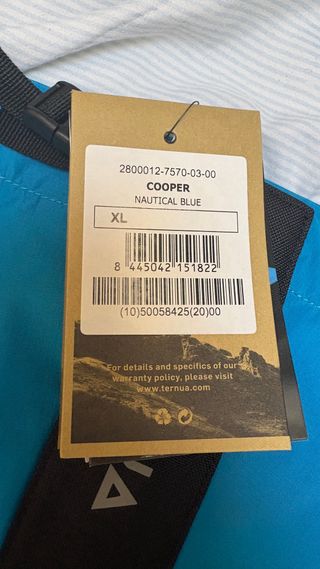 2800012-7570-03-00
COOPER
NAUTICAL BLUE
XL
8 445042 151822
(10)50058425(20)00
For details and specifics of our
warranty policy, please visit
www.ternua.com